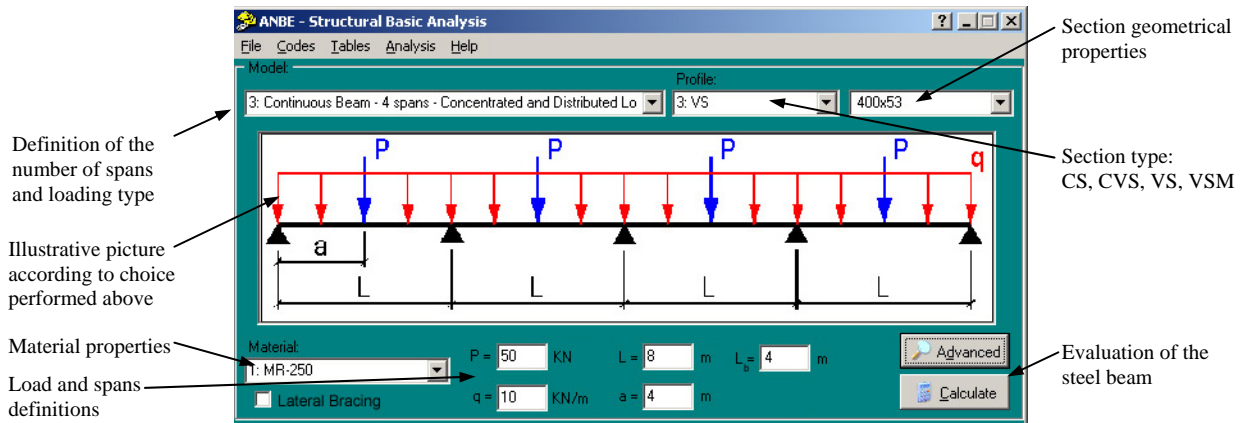 ANBE - Structural Basic Analysis
File Codes Tables Analysis Help
Model:
Profile:
3: Continuous Beam - 4 spans - Concentrated and Distributed Lo
3: VS
400x53
Section geometrical
properties
Definition of the
number of spans
and loading type
Section type:
CS, CVS, VS, VSM
P P P P q
a
L L L L
Illustrative picture
according to choice
performed above
Material properties
Load and spans
definitions
Material:
1: MR-250
Lateral Bracing
P = 50 KN L = 8 m Lb = 4 m
q = 10 KN/m a = 4 m
Advanced
Calculate
Evaluation of the
steel beam